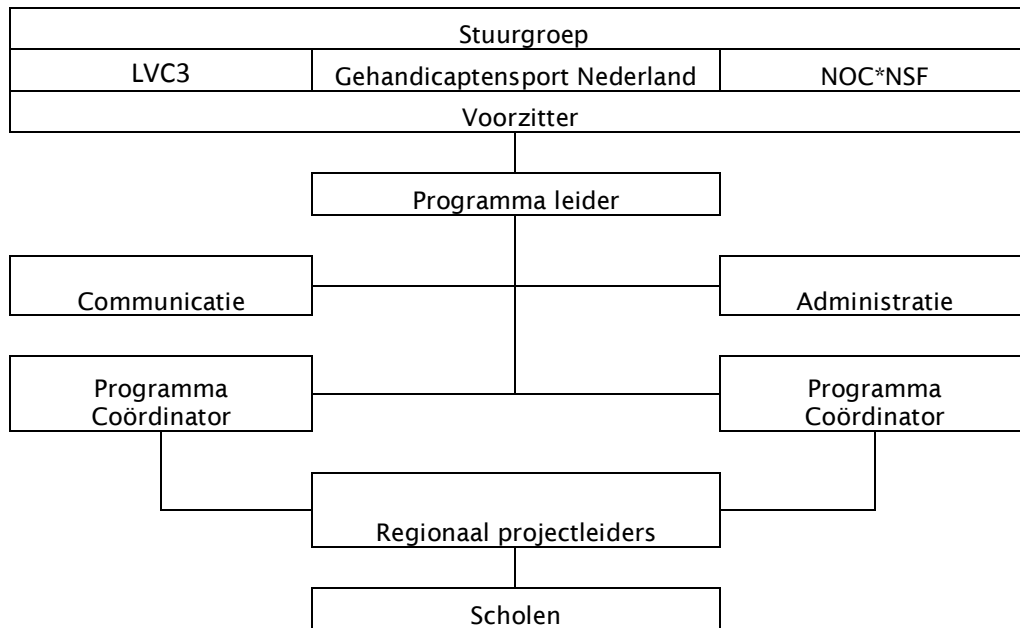 Stuurgroep
LVC3
Gehandicaptensport Nederland
NOC*NSF
Voorzitter
Programma leider
Communicatie
Administratie
Programma
Coördinator
Programma
Coördinator
Regionaal projectleiders
Scholen